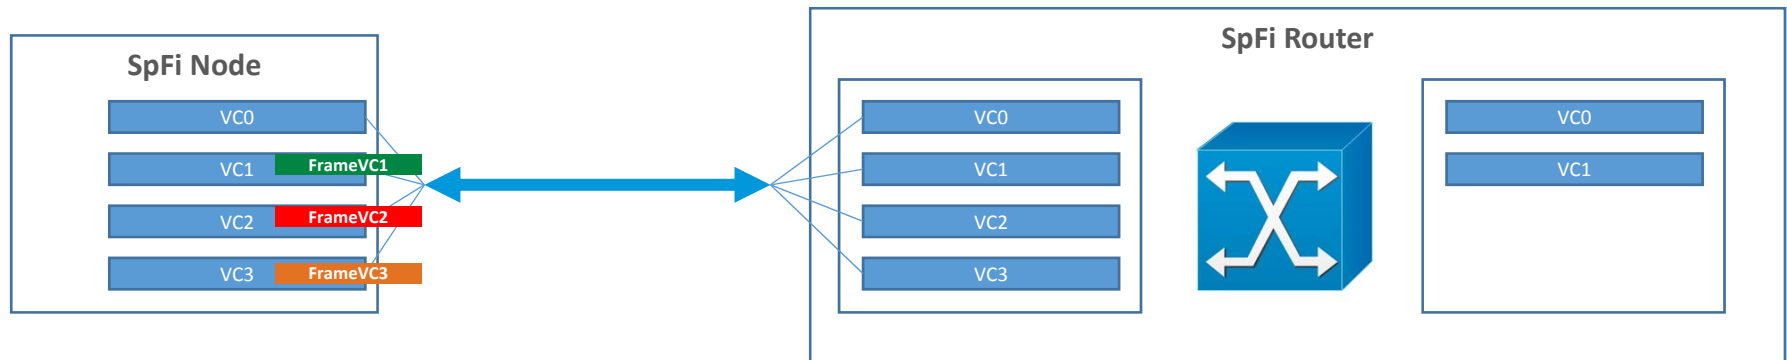 SpFi Node
VC0
VC1
FrameVC1
VC2
FrameVC2
VC3
FrameVC3
SpFi Router
VC0
VC1
VC2
VC3
VC0
VC1